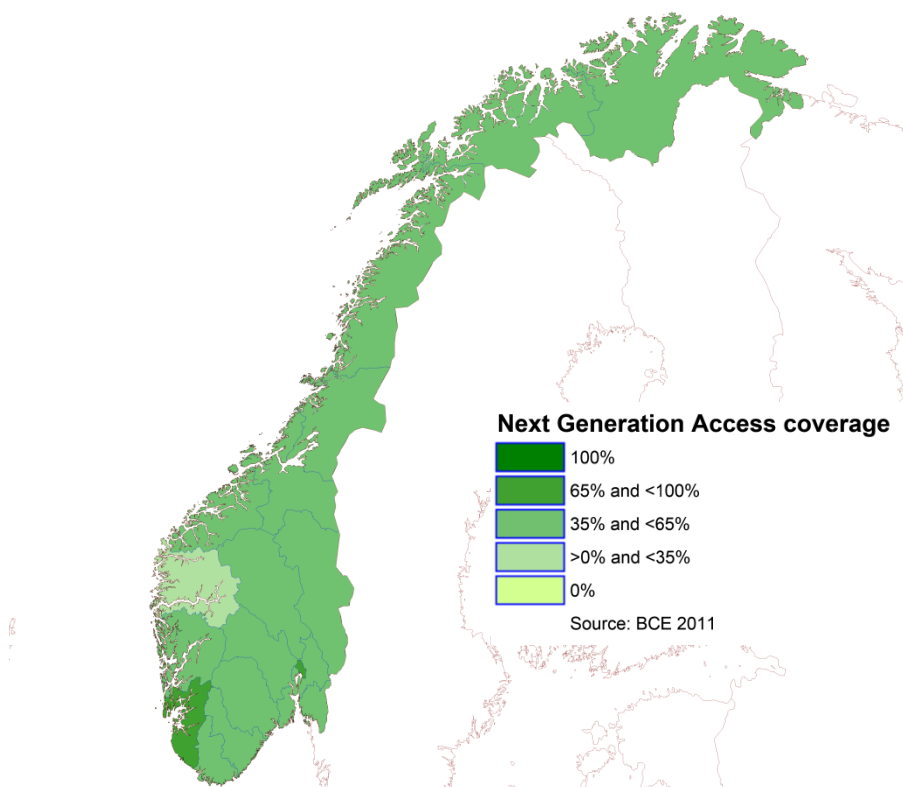 Next Generation Access coverage
100%
65% and <100%
35% and <65%
>0% and <35%
0%
Source: BCE 2011